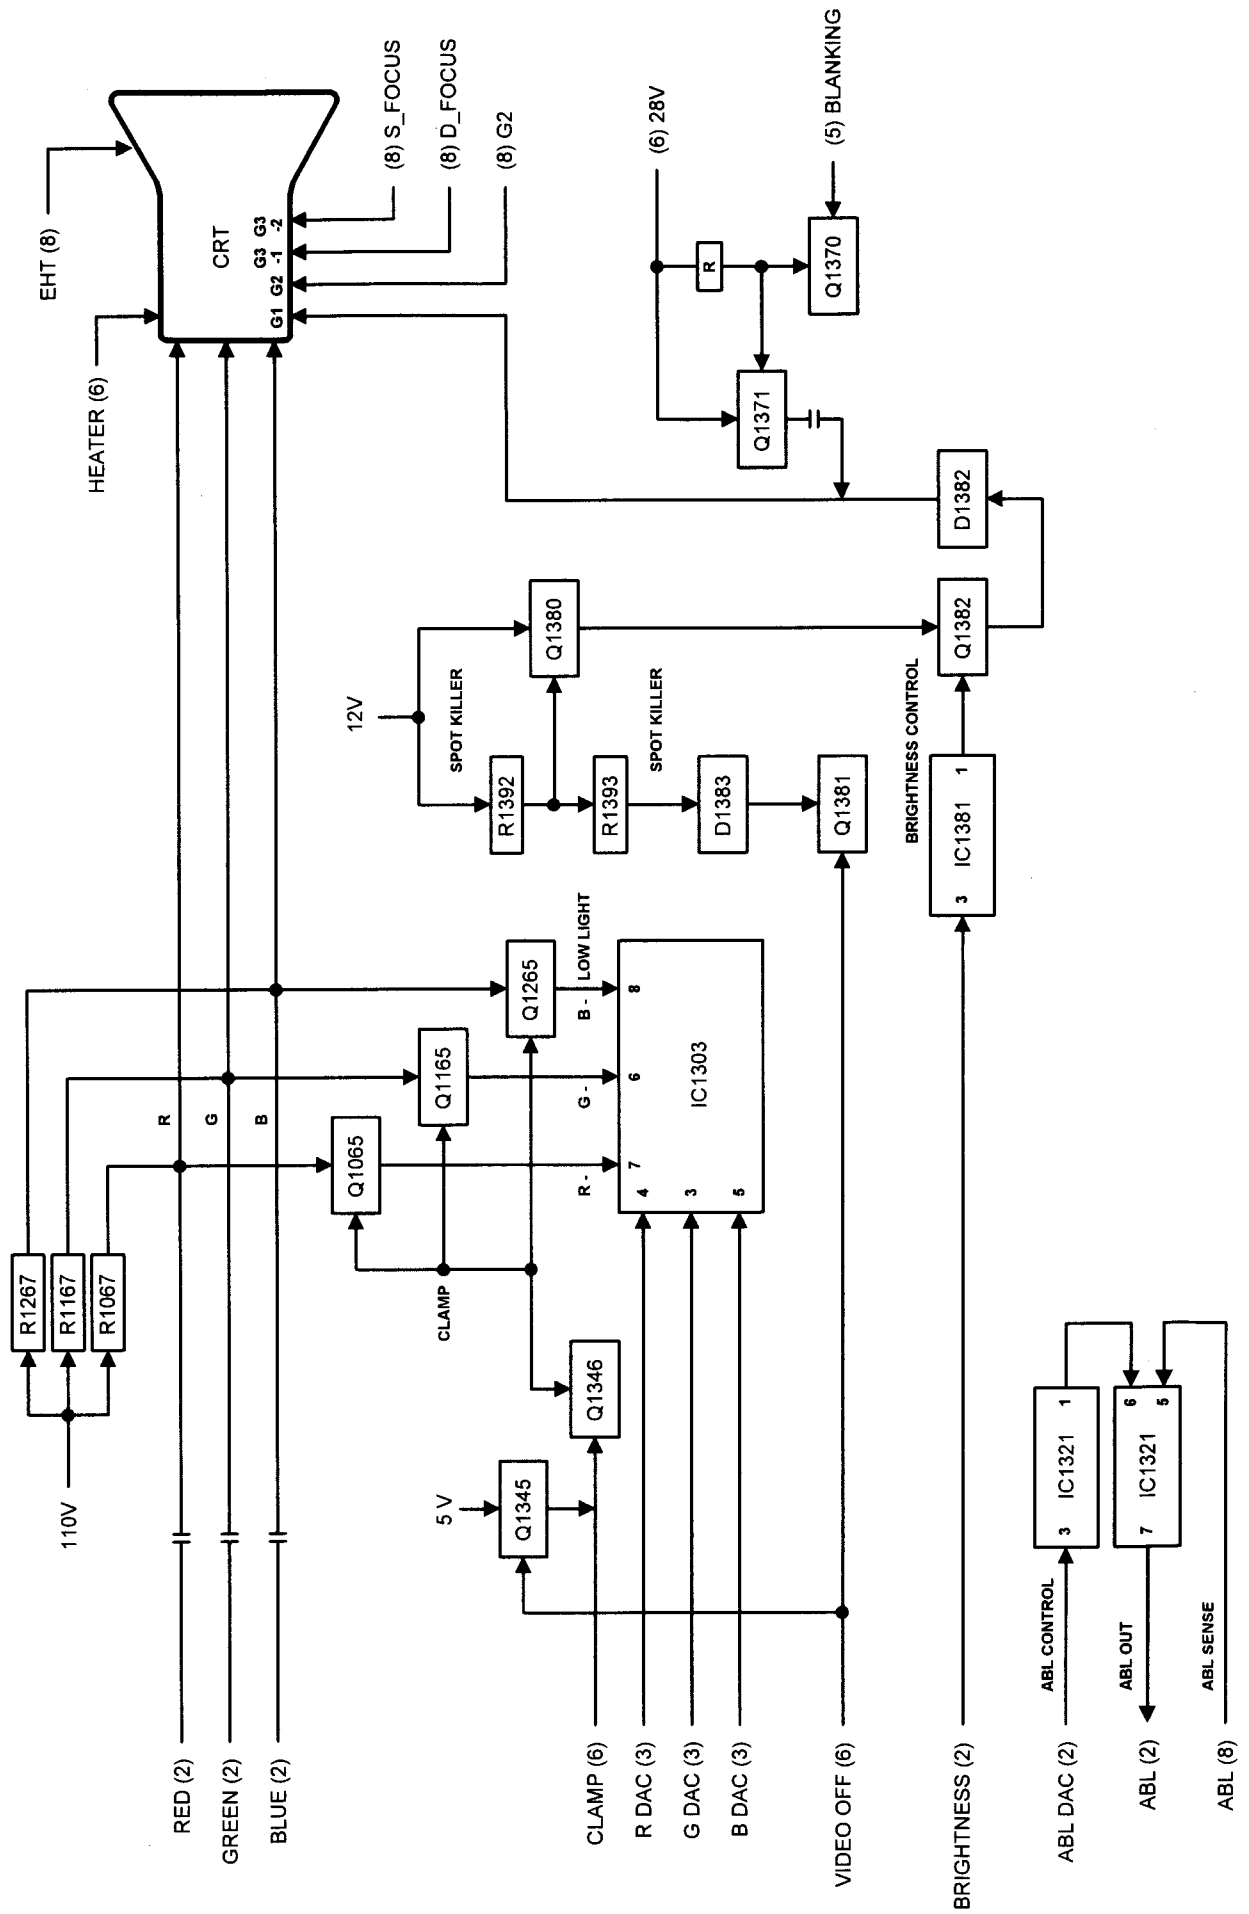 EHT (8)
HEATER (6)
CRT
G1
G2
G3
-1
G3
-2
(8) S_FOCUS
(8) D_FOCUS
(8) G2
(6) 28V
(5) BLANKING
R
Q1370
Q1371
D1382
Q1382
12V
SPOT KILLER
Q1380
R1392
R1393
SPOT KILLER
D1383
Q1381
BRIGHTNESS CONTROL
3
IC1381
1
110V
R1267
R1167
R1067
R
G
B
Q1065
Q1165
Q1265
R -
G -
B -
LOW LIGHT
7
6
8
4
3
5
IC1303
CLAMP
Q1346
5 V
Q1345
RED (2)
GREEN (2)
BLUE (2)
CLAMP (6)
R DAC (3)
G DAC (3)
B DAC (3)
VIDEO OFF (6)
BRIGHTNESS (2)
ABL DAC (2)
ABL CONTROL
3
IC1321
1
ABL (2)
ABL OUT
7
IC1321
6
5
ABL (8)
ABL SENSE